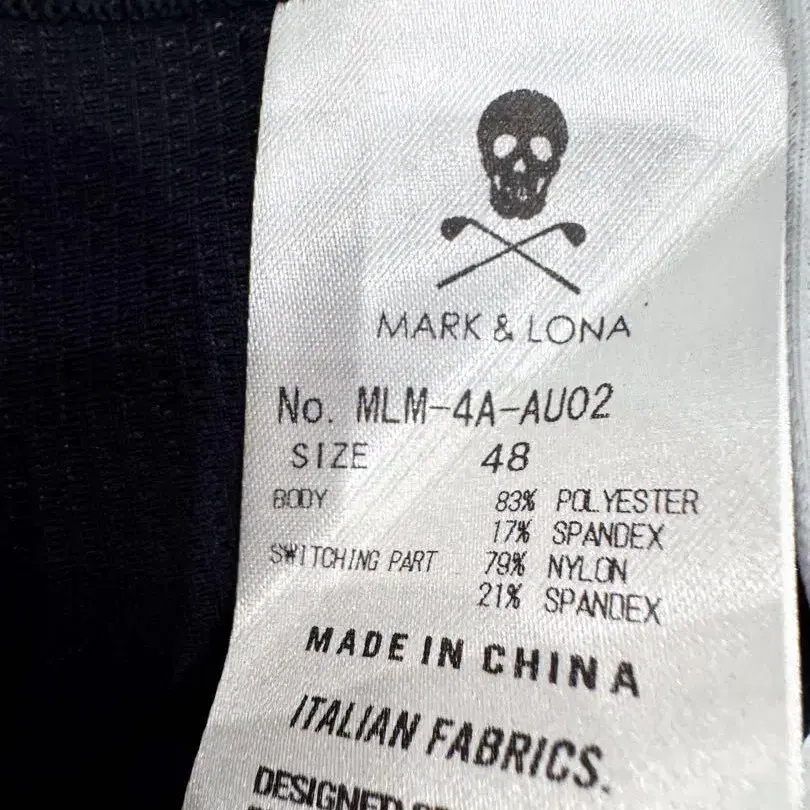 MARK & LONA
No. MLM-4A-AU02
SIZE 48
BODY 83% POLYESTER
17% SPANDEX
SWITCHING PART 79% NYLON
21% SPANDEX
MADE IN CHINA
ITALIAN FABRICS.
DESIGNED